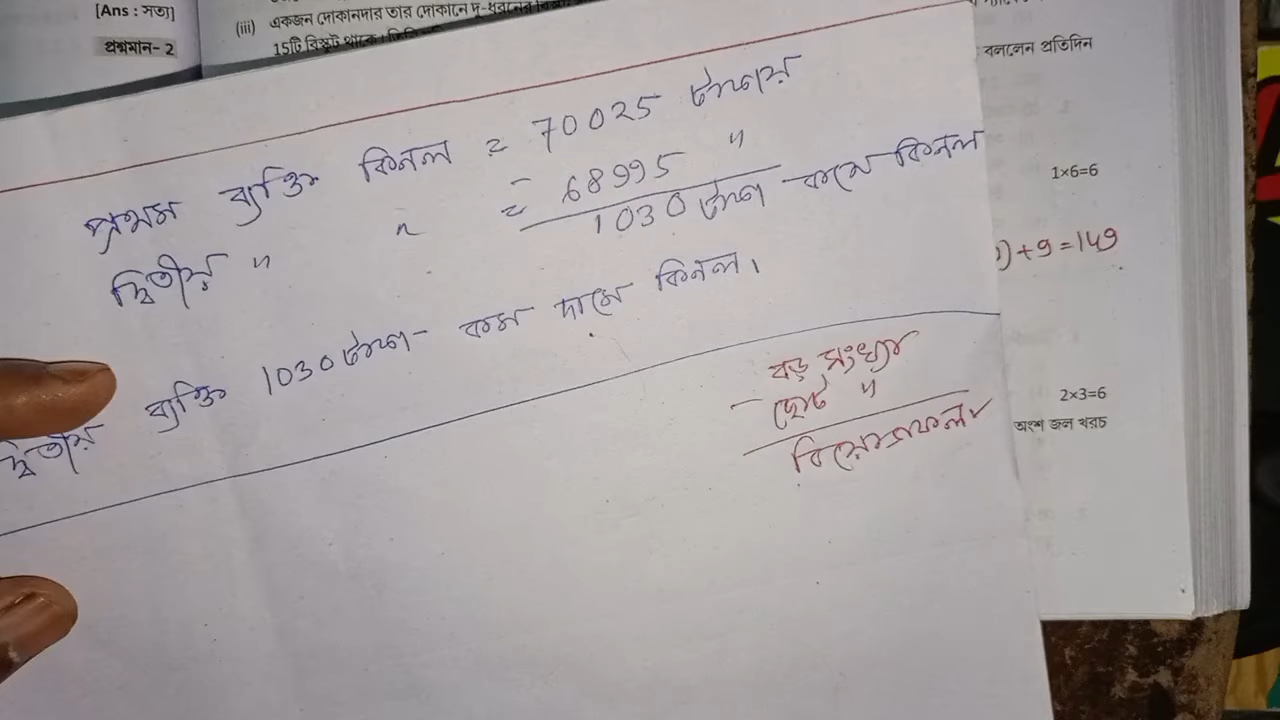 [Ans : সত্য]
প্রশ্নমান- 2
(iii) একজন দোকানদার তার দোকানে দু-ধরনের
15টি বিস্কুট থাকে।
বললেন প্রতিদিন
1×6=6
) + 9 = 149
2×3=6
অংশ জল খরচ
প্রথম ব্যক্তি কিনল = 70025 টাকায়
দ্বিতীয় " " = - 68995 "
1030 টাকা কমে কিনল
দ্বিতীয় ব্যক্তি 1030 টাকা কম দামে কিনল।
বড় সংখ্যা
- ছোট "
বিয়োগফল